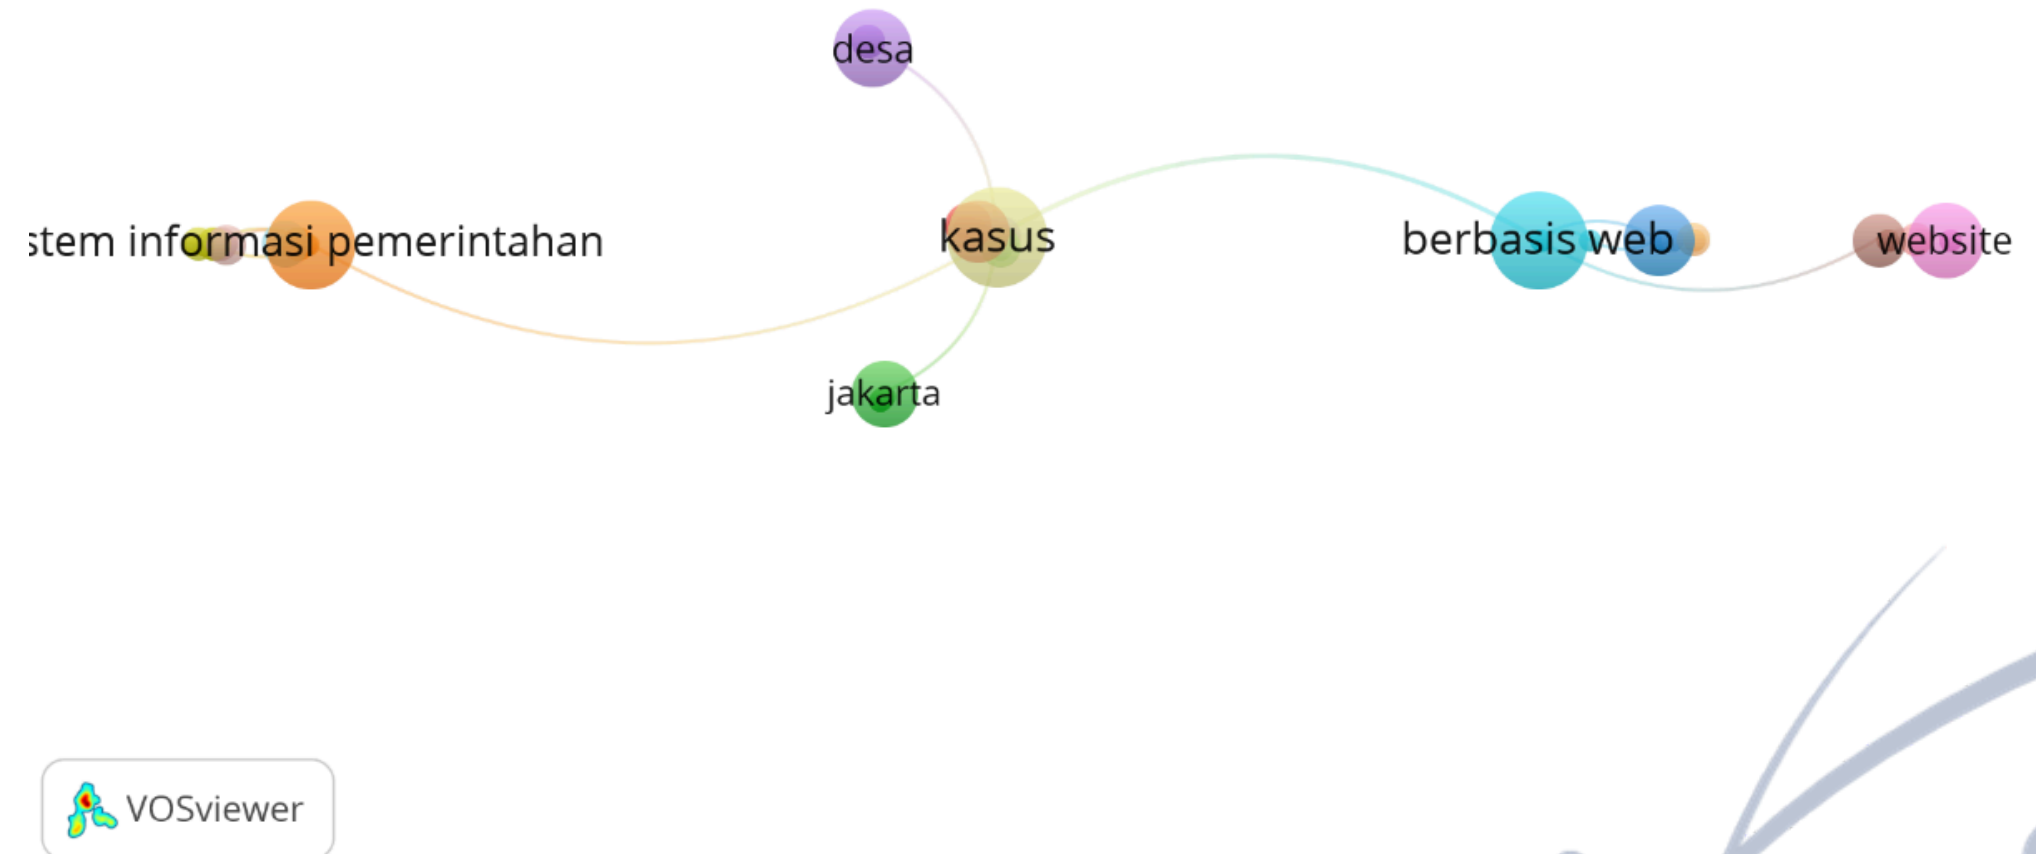 desa
stem informasi pemerintahan
kasus
berbasis web
website
jakarta
VOSviewer